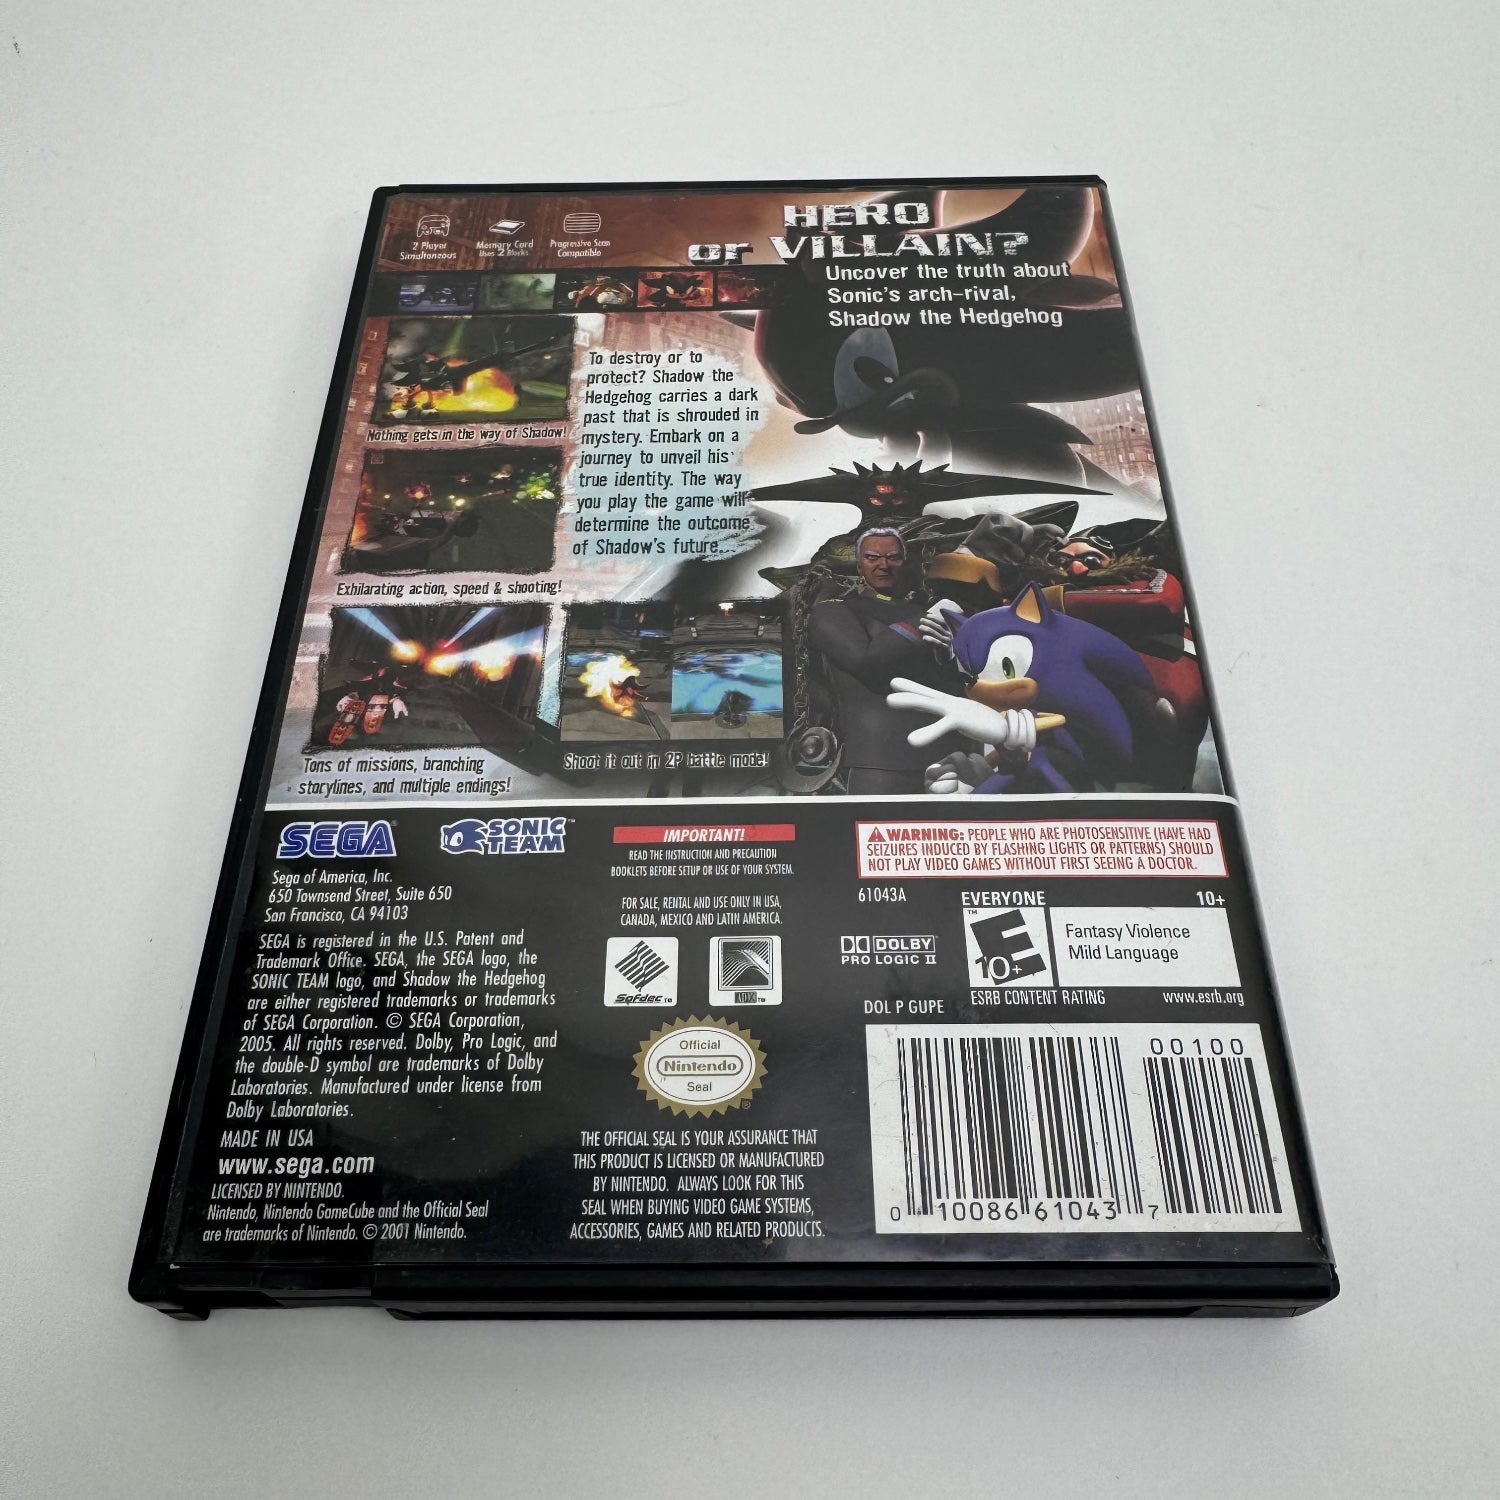 2 Player
Simultaneous
Memory Card
Uses 2 Blocks
Progressive Scan
Compatible
HERO
or VILLAIN?
Uncover the truth about
Sonic's arch-rival,
Shadow the Hedgehog
To destroy or to
protect? Shadow the
Hedgehog carries a dark
past that is shrouded in
mystery. Embark on a
journey to unveil his
true identity. The way
you play the game will
determine the outcome
of Shadow's future...
Nothing gets in the way of Shadow!
Exhilarating action, speed & shooting!
Tons of missions, branching
storylines, and multiple endings!
Shoot it out in 2P battle mode!
SEGA®
SONIC
TEAM™
Sega of America, Inc.
650 Townsend Street, Suite 650
San Francisco, CA 94103
SEGA is registered in the U.S. Patent and
Trademark Office. SEGA, the SEGA logo, the
SONIC TEAM logo, and Shadow the Hedgehog
are either registered trademarks or trademarks
of SEGA Corporation. © SEGA Corporation,
2005. All rights reserved. Dolby, Pro Logic, and
the double-D symbol are trademarks of Dolby
Laboratories. Manufactured under license from
Dolby Laboratories.
MADE IN USA
www.sega.com
LICENSED BY NINTENDO.
Nintendo, Nintendo GameCube and the Official Seal
are trademarks of Nintendo. © 2001 Nintendo.
IMPORTANT!
READ THE INSTRUCTION AND PRECAUTION
BOOKLETS BEFORE SETUP OR USE OF YOUR SYSTEM.
FOR SALE, RENTAL AND USE ONLY IN USA,
CANADA, MEXICO AND LATIN AMERICA.
Sofdec™
ADX™
Official
Nintendo
Seal
®
THE OFFICIAL SEAL IS YOUR ASSURANCE THAT
THIS PRODUCT IS LICENSED OR MANUFACTURED
BY NINTENDO. ALWAYS LOOK FOR THIS
SEAL WHEN BUYING VIDEO GAME SYSTEMS,
ACCESSORIES, GAMES AND RELATED PRODUCTS.
WARNING: PEOPLE WHO ARE PHOTOSENSITIVE (HAVE HAD
SEIZURES INDUCED BY FLASHING LIGHTS OR PATTERNS) SHOULD
NOT PLAY VIDEO GAMES WITHOUT FIRST SEEING A DOCTOR.
61043A
EVERYONE 10+
™
E
10+
Fantasy Violence
Mild Language
ESRB CONTENT RATING www.esrb.org
DOLBY
PRO LOGIC II
DOL P GUPE
00100
0 10086 61043 7